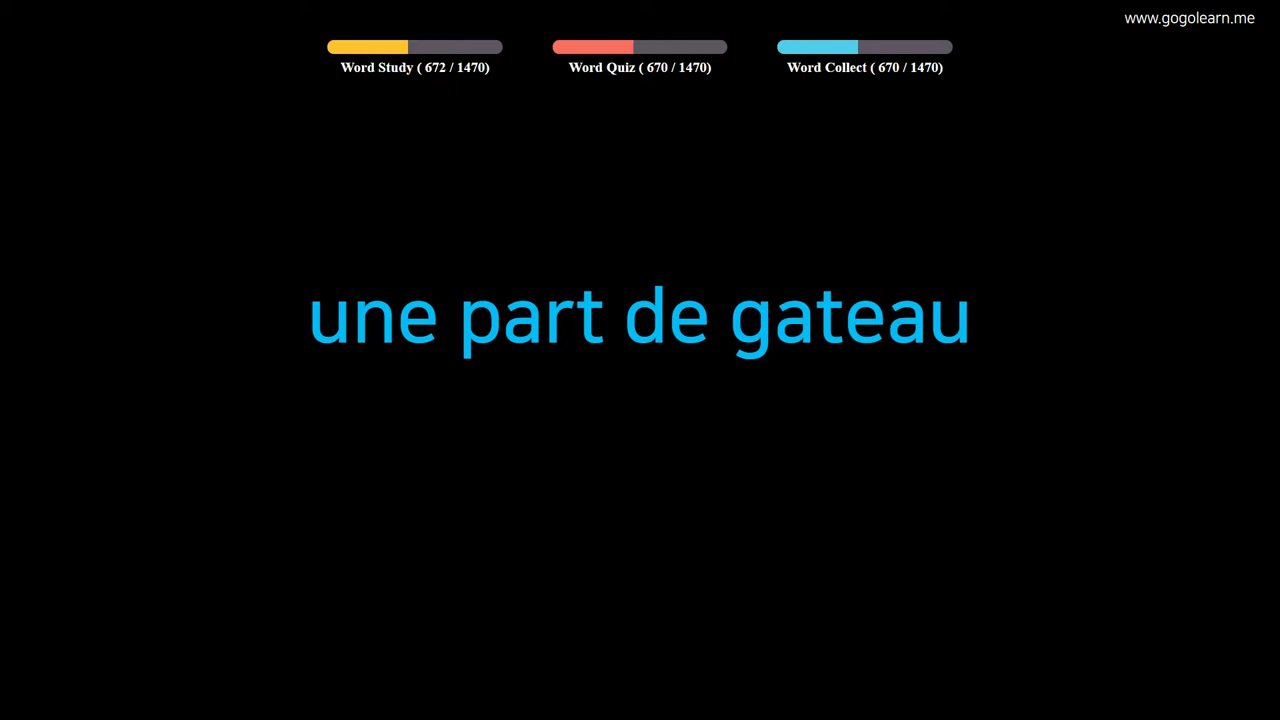 www.gogolearn.me
Word Study ( 672 / 1470)
Word Quiz ( 670 / 1470)
Word Collect ( 670 / 1470)
une part de gateau